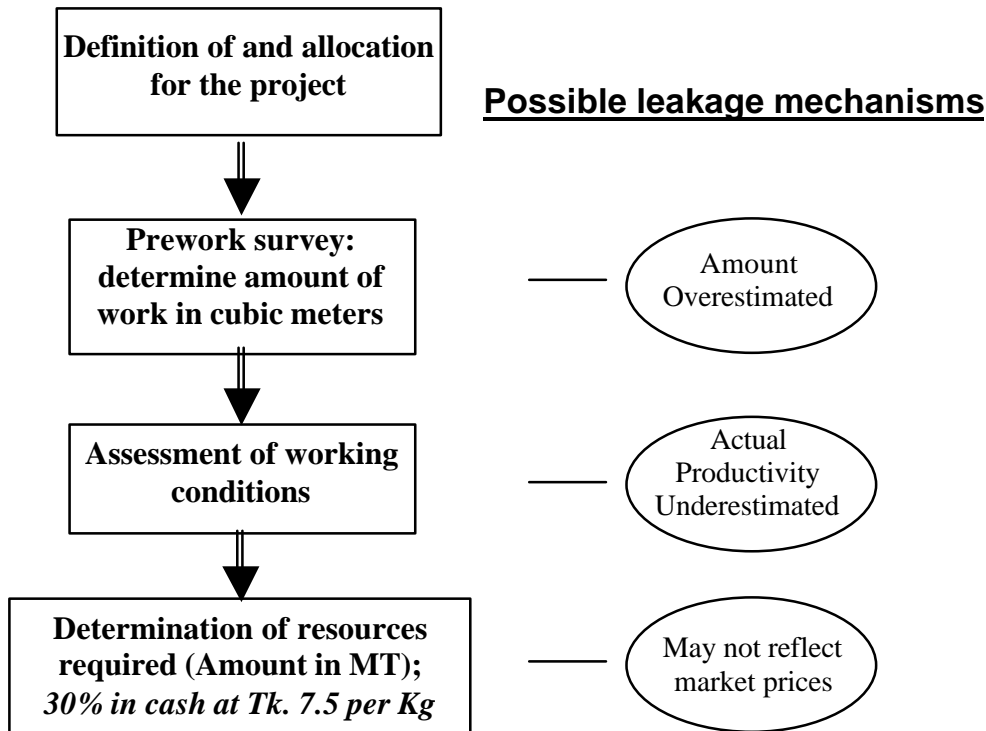 Definition of and allocation
for the project
Possible leakage mechanisms
Prework survey:
determine amount of
work in cubic meters
Amount
Overestimated
Assessment of working
conditions
Actual
Productivity
Underestimated
Determination of resources
required (Amount in MT);
30% in cash at Tk. 7.5 per Kg
May not reflect
market prices